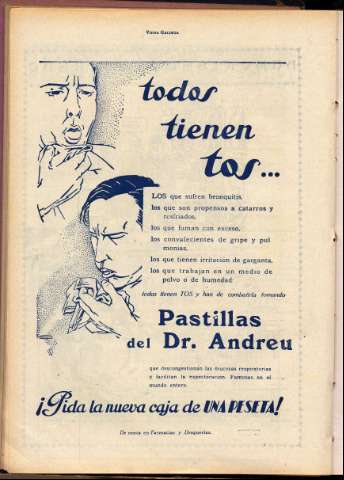 VIDA GALLEGA
todos
tienen
tos...
LOS que sufren bronquitis,
los que son propensos a catarros y
resfriados,
los que fuman con exceso,
los convalecientes de gripe y pul
monías,
los que tienen irritación de garganta,
los que trabajan en un medio de
polvo o de humedad
todos tienen TOS y han de combatirla tomando
Pastillas
del Dr. Andreu
que descongestionan las mucosas respiratorias
y facilitan la expectoración. Famosas en el
mundo entero.
¡Pida la nueva caja de UNA PESETA!
De venta en Farmacias y Droguerías.